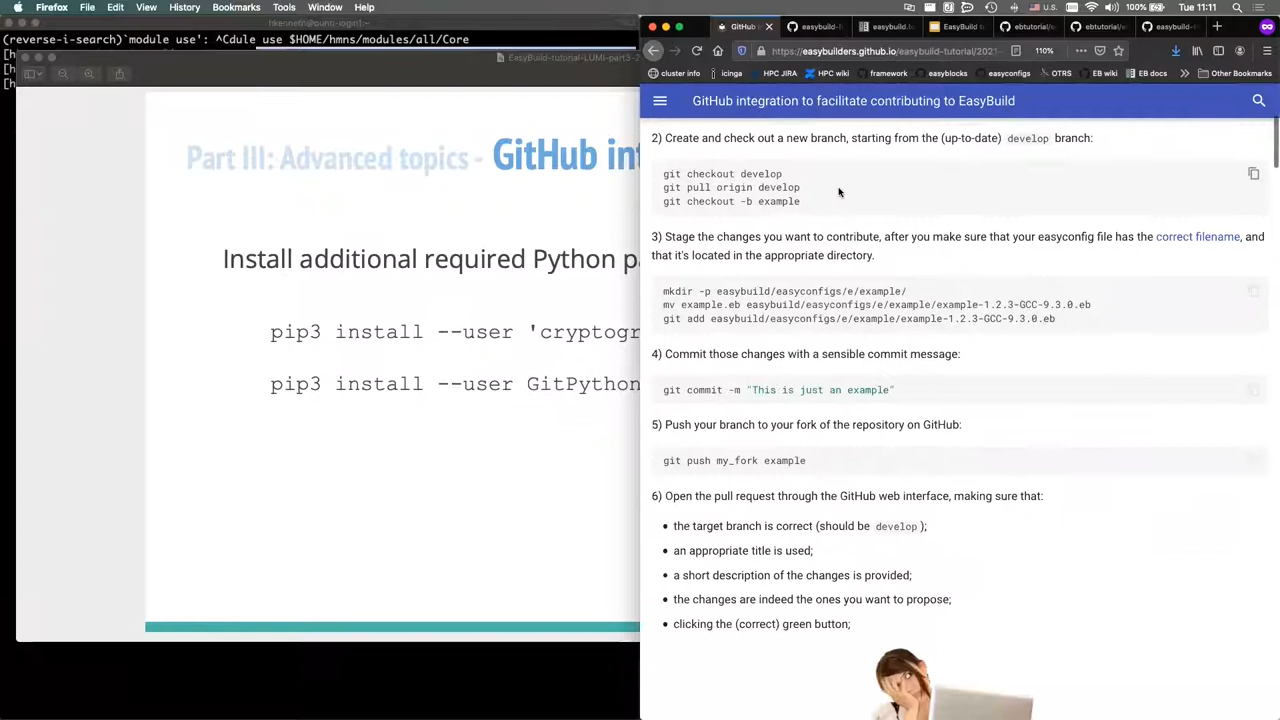 Firefox File Edit View History Bookmarks Tools Window Help
100% Tue 11:11
(reverse-i-search)`module use': ^Cdule use $HOME/hmns/modules/all/Core
[h
[h
[h
Part III: Advanced topics - GitHub in
Install additional required Python p
pip3 install --user 'cryptogr
pip3 install --user GitPython
GitHub
ebtutorial/e
https://easybuilders.github.io/easybuild-tutorial/2021-
110%
cluster info icinga HPC JIRA HPC wiki framework easyblocks easyconfigs OTRS EB wiki EB docs Other Bookmarks
GitHub integration to facilitate contributing to EasyBuild
2) Create and check out a new branch, starting from the (up-to-date) develop branch:
git checkout develop
git pull origin develop
git checkout -b example
3) Stage the changes you want to contribute, after you make sure that your easyconfig file has the correct filename, and
that it's located in the appropriate directory.
mkdir -p easybuild/easyconfigs/e/example/
mv example.eb easybuild/easyconfigs/e/example/example-1.2.3-GCC-9.3.0.eb
git add easybuild/easyconfigs/e/example/example-1.2.3-GCC-9.3.0.eb
4) Commit those changes with a sensible commit message:
git commit -m "This is just an example"
5) Push your branch to your fork of the repository on GitHub:
git push my_fork example
6) Open the pull request through the GitHub web interface, making sure that:
• the target branch is correct (should be develop);
• an appropriate title is used;
• a short description of the changes is provided;
• the changes are indeed the ones you want to propose;
• clicking the (correct) green button;